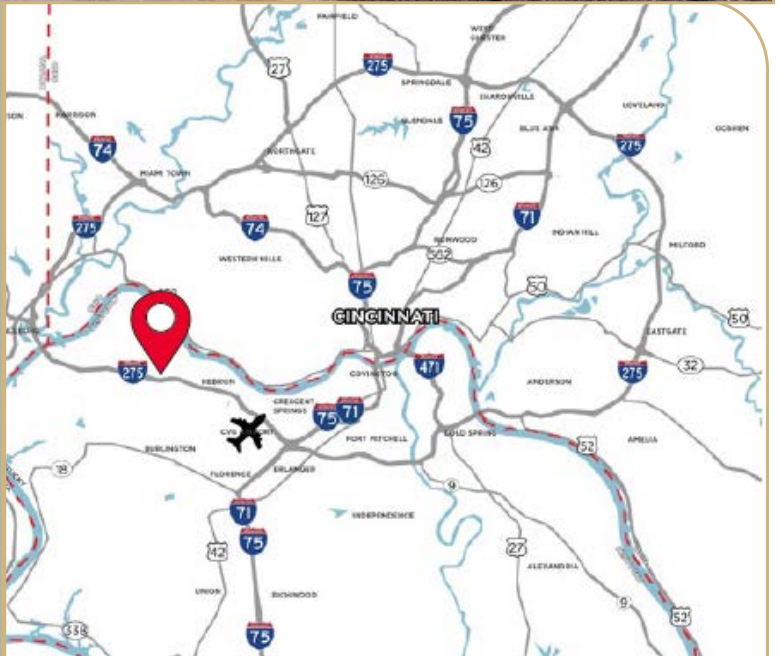 FAIRFIELD
WEST
CHESTER
27
275
SPRINGDALE
SHARONVILLE
LOVELAND
HARRISON
GLENDALE
75
BLUE ASH
OBRIEN
74
42
275
NORTHGATE
MIAMI TOWN
126
126
127
71
275
74
NORWOOD
INDIAN HILL
562
MILFORD
WESTERN HILLS
75
50
CINCINNATI
50
EASTGATE
275
HEBRON
COVINGTON
471
275
32
ANDERSON
CRESCENT
SPRINGS
75
71
FORT MITCHELL
COLD SPRING
AMELIA
52
BURLINGTON
18
FLORENCE
ERLANGER
9
71
INDEPENDENCE
75
42
27
ALEXANDRIA
UNION
RICHWOOD
9
52
338
75